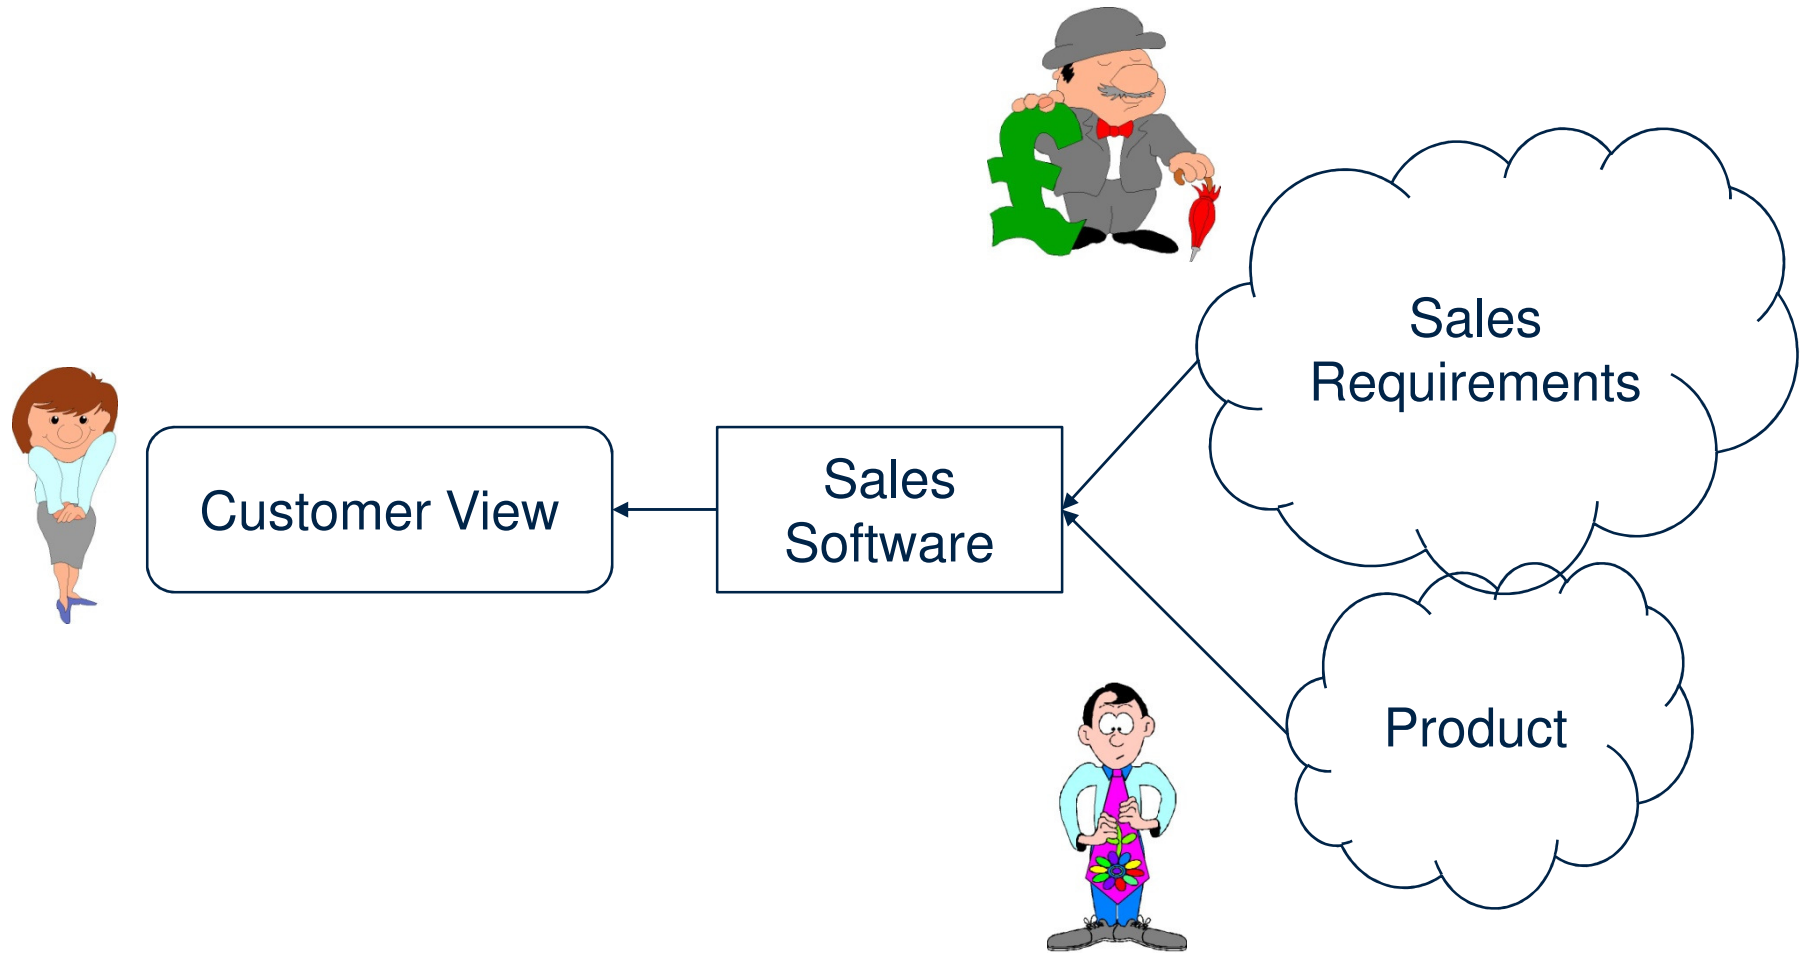 Sales
Requirements
Customer View
Sales
Software
Product
£